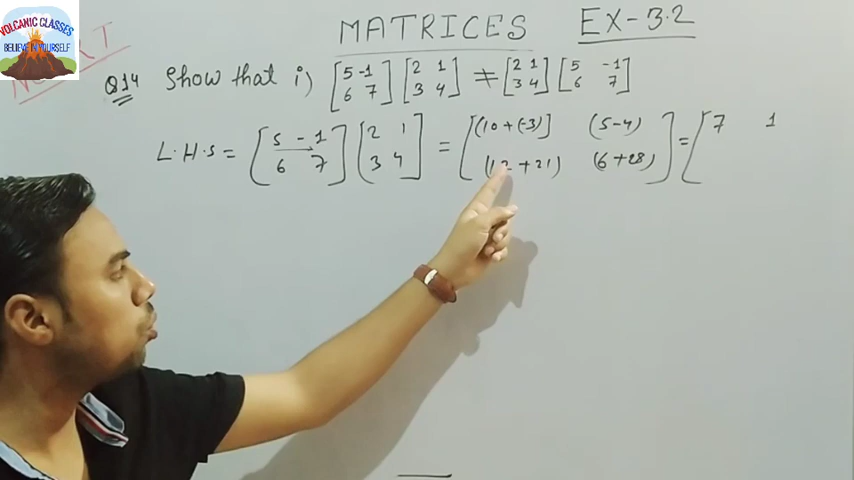 VOLCANIC CLASSES
BELIEVE IN YOURSELF
MATRICES EX-3.2
Q14 Show that i) [5 -1 [2 1 ≠ [2 1 [5 -1
6 7] 3 4] 3 4] 6 7]
L.H.S = [5 - 1 [2 1 = [(10 + (-3)] (5-4) = [7 1
6 7] 3 4] (12 + 21) (6 + 28)]